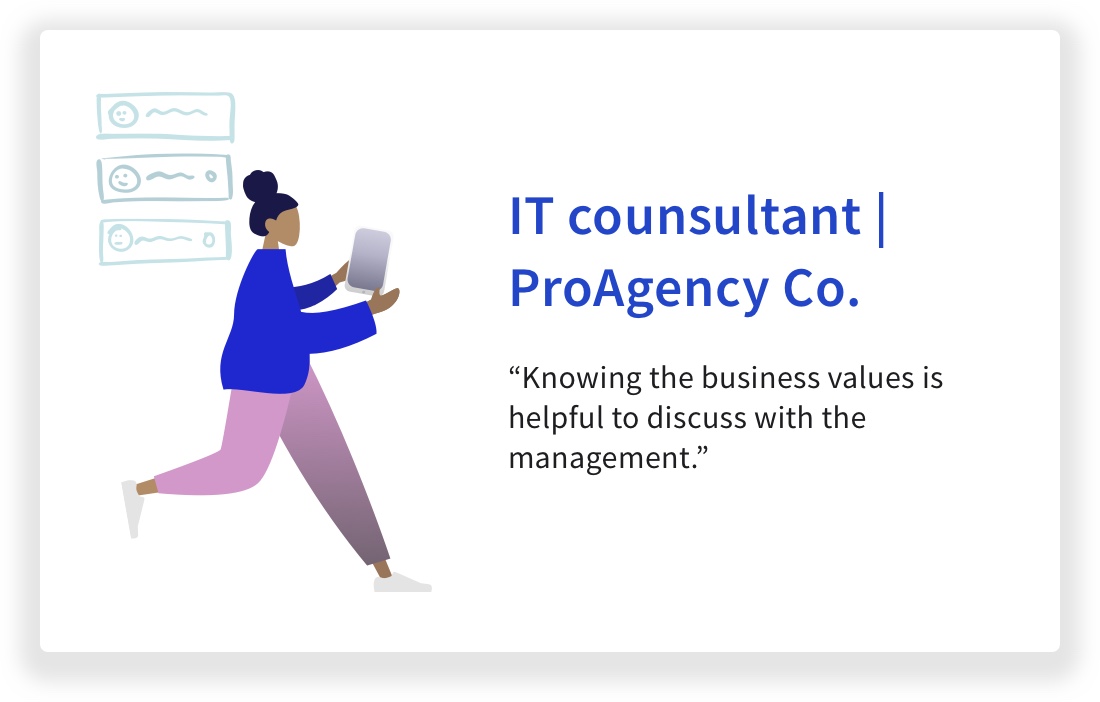 IT counsultant |
ProAgency Co.
“Knowing the business values is
helpful to discuss with the
management.”